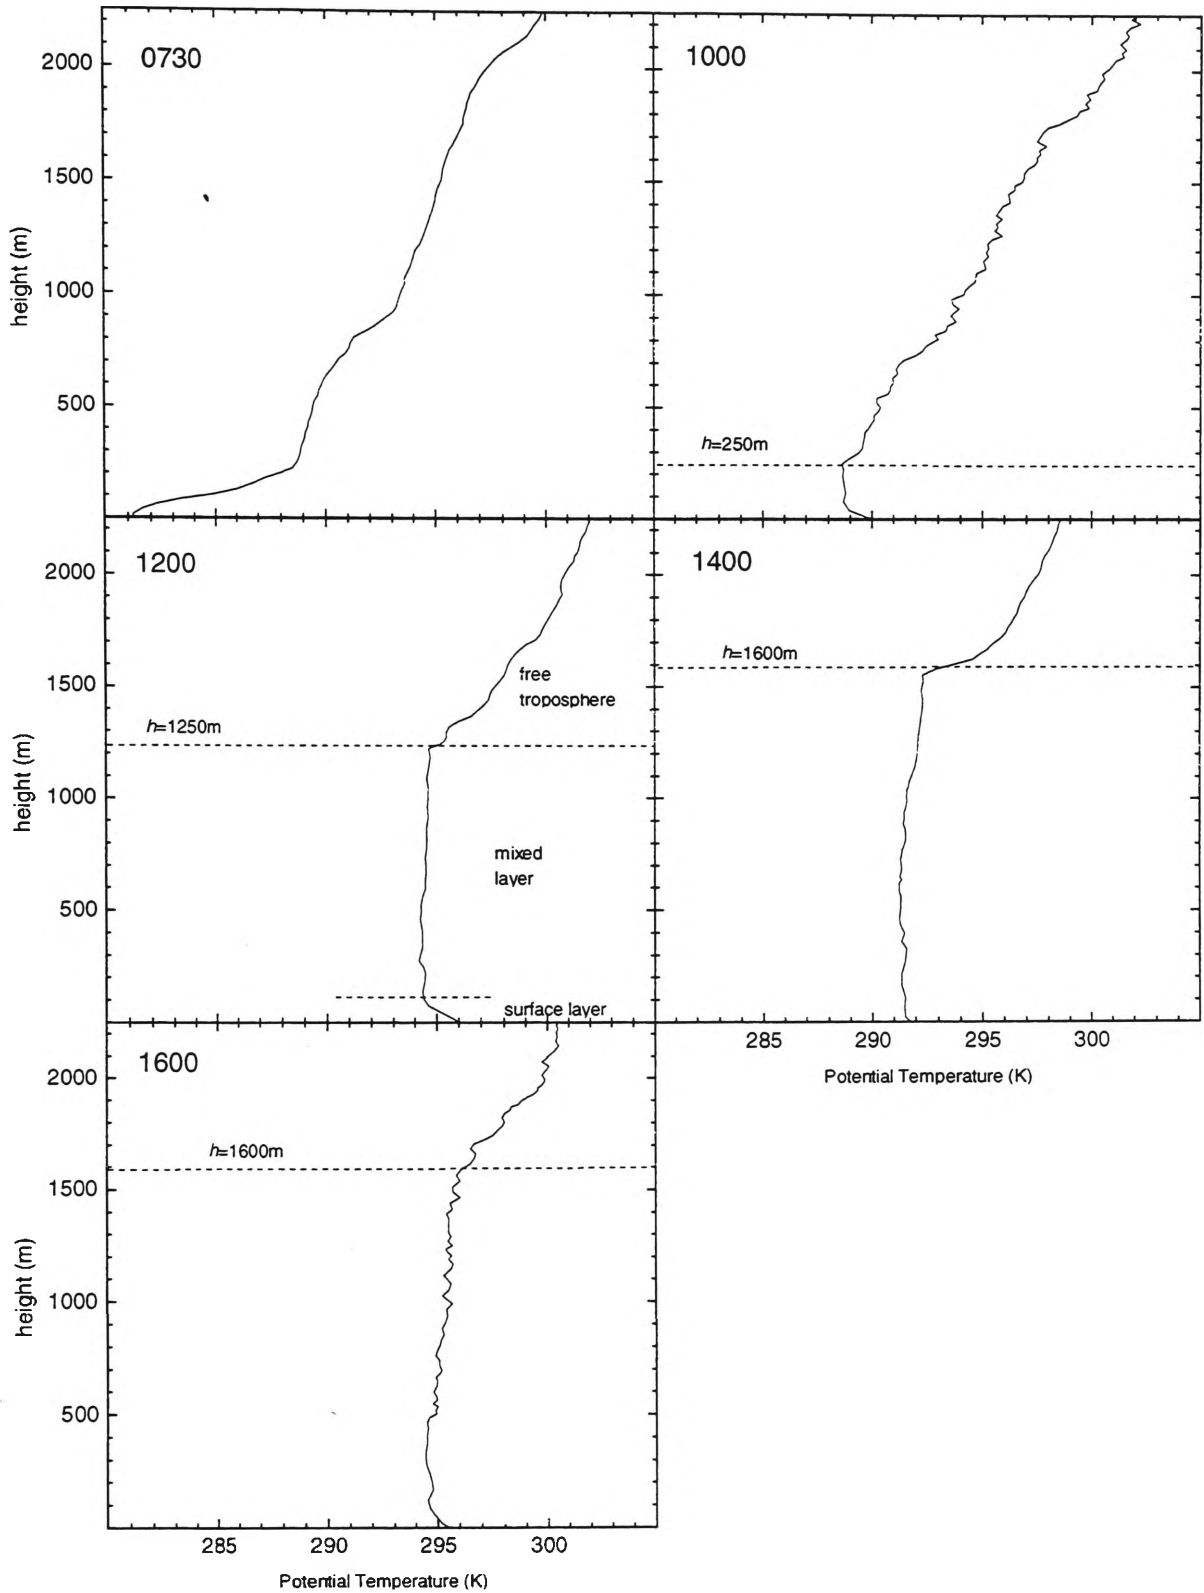 0730
2000
1500
1000
500
height (m)
1000
h=250m
1200
2000
1500
1000
500
height (m)
h=1250m
free
troposphere
mixed
layer
surface layer
1400
h=1600m
285 290 295 300
Potential Temperature (K)
1600
2000
1500
1000
500
height (m)
h=1600m
285 290 295 300
Potential Temperature (K)